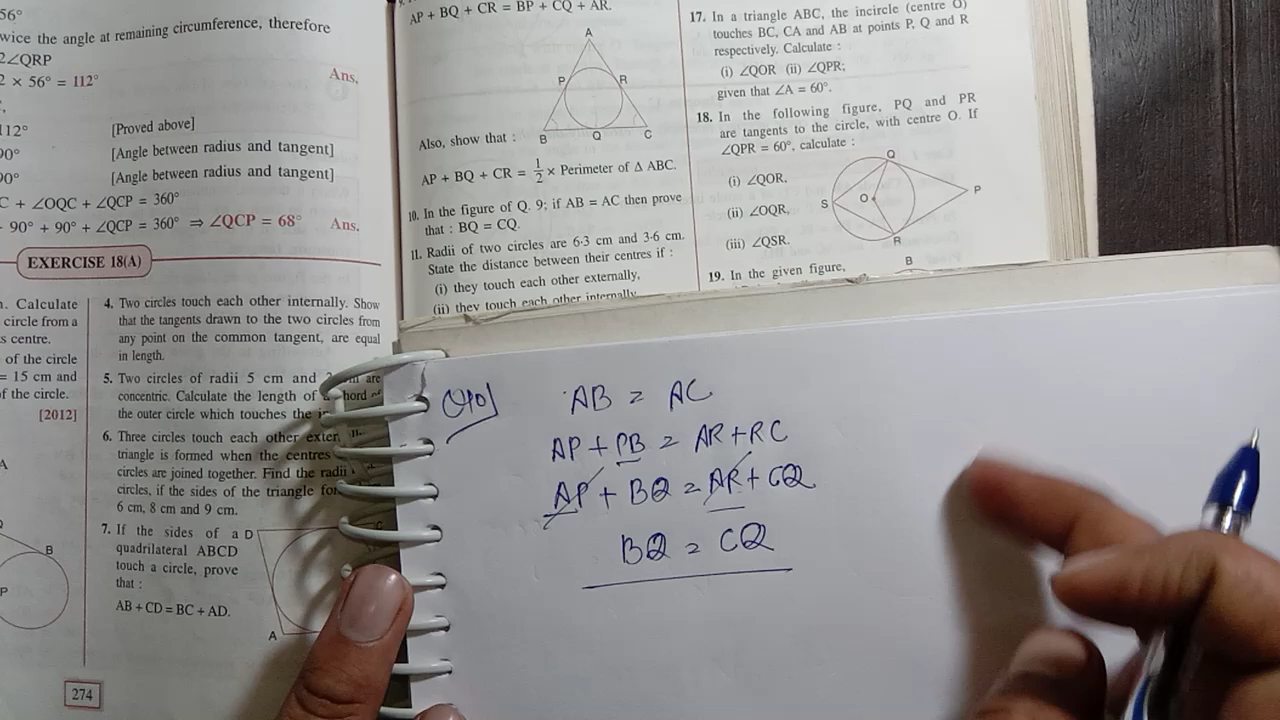 56°
wice the angle at remaining circumference, therefore
2∠QRP
2 × 56° = 112° Ans.
112° [Proved above]
90° [Angle between radius and tangent]
90° [Angle between radius and tangent]
C + ∠OQC + ∠QCP = 360°
90° + 90° + ∠QCP = 360° ⇒ ∠QCP = 68° Ans.
EXERCISE 18(A)
. Calculate
circle from a
s centre.
of the circle
= 15 cm and
f the circle.
[2012]
A
B
P
4. Two circles touch each other internally. Show
that the tangents drawn to the two circles from
any point on the common tangent, are equal
in length.
5. Two circles of radii 5 cm and are
concentric. Calculate the length of chord of
the outer circle which touches the
6. Three circles touch each other
triangle is formed when the centres
circles are joined together. Find the radii
circles, if the sides of the triangle
6 cm, 8 cm and 9 cm.
7. If the sides of a
quadrilateral ABCD
touch a circle, prove
that :
AB + CD = BC + AD.
D
A
274
AP + BQ + CR = BP + CQ + AR.
A
P R
B Q C
Also, show that :
AP + BQ + CR = 1/2 × Perimeter of Δ ABC.
10. In the figure of Q. 9; if AB = AC then prove
that : BQ = CQ.
11. Radii of two circles are 6·3 cm and 3·6 cm.
State the distance between their centres if :
(i) they touch each other externally,
(ii) they touch each other internally
17. In a triangle ABC, the incircle (centre O)
touches BC, CA and AB at points P, Q and R
respectively. Calculate :
(i) ∠QOR (ii) ∠QPR;
given that ∠A = 60°.
18. In the following figure, PQ and PR
are tangents to the circle, with centre O. If
∠QPR = 60°, calculate :
(i) ∠QOR,
(ii) ∠OQR,
(iii) ∠QSR.
Q
P
S
O
R
19. In the given figure,
B
Q10]
AB = AC
AP + PB = AR + RC
AP + BQ = AR + CQ
BQ = CQ